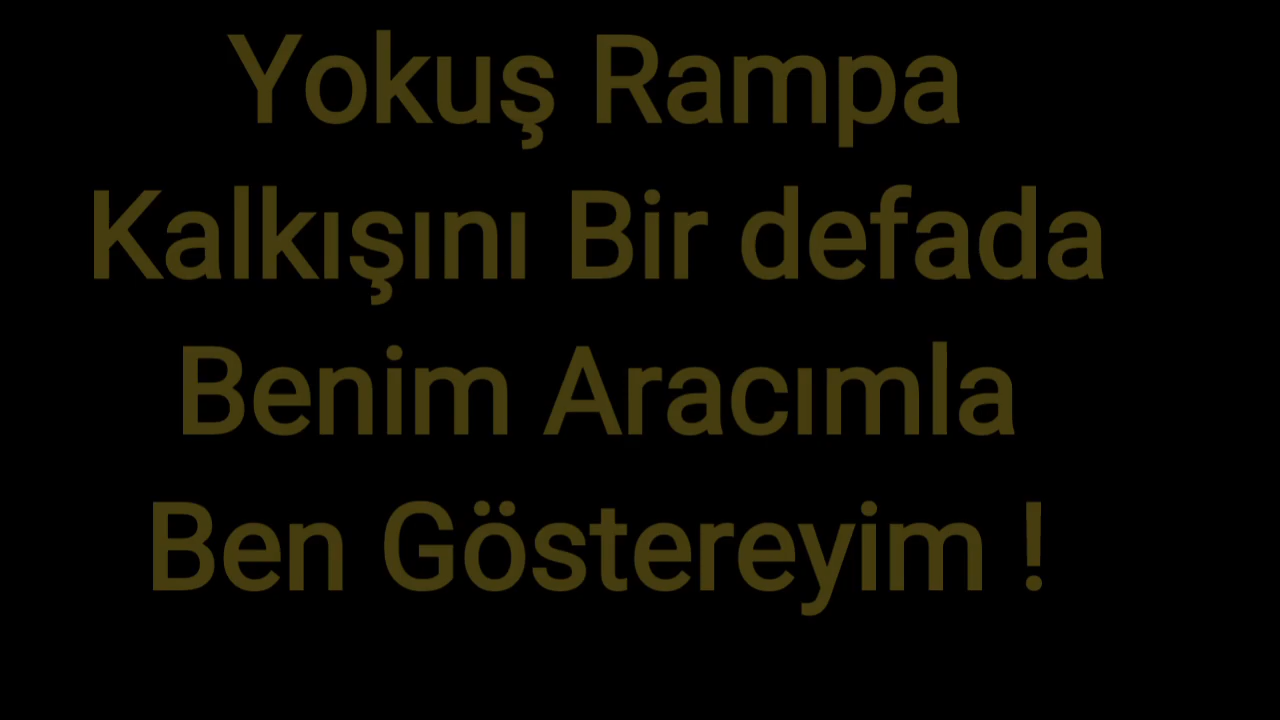 Yokuş Rampa
Kalkışını Bir defada
Benim Aracımla
Ben Göstereyim !